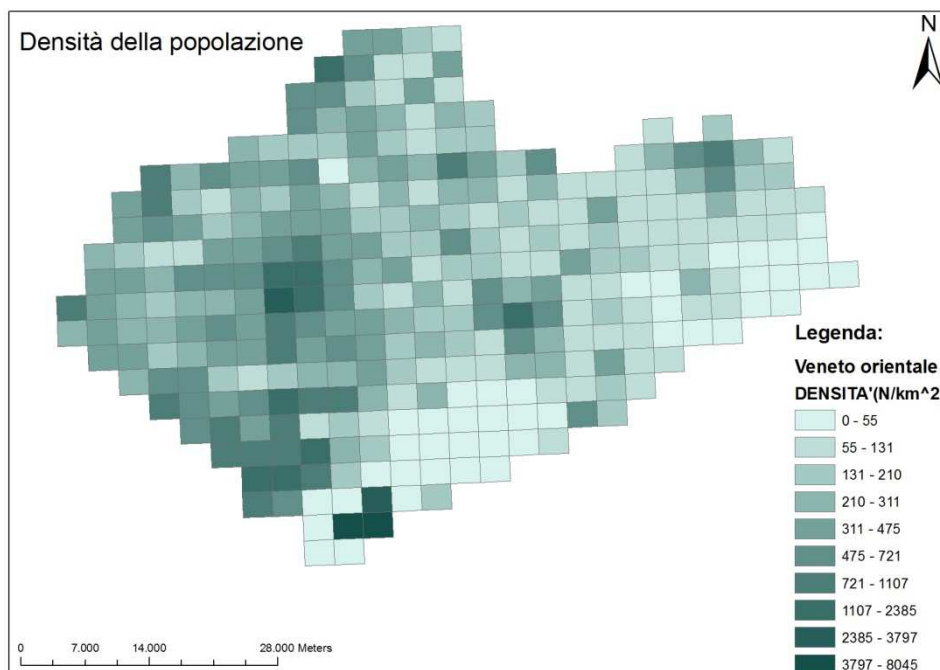 Densità della popolazione
N
Legenda:
Veneto orientale
DENSITA'(N/km^2
0 - 55
55 - 131
131 - 210
210 - 311
311 - 475
475 - 721
721 - 1107
1107 - 2385
2385 - 3797
3797 - 8045
0 7.000 14.000 28.000 Meters